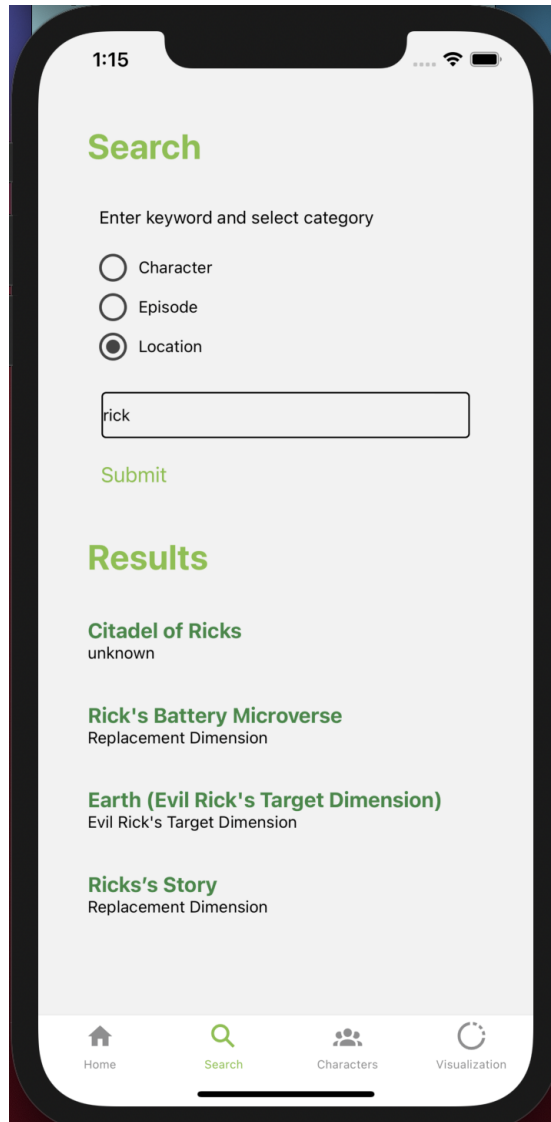 1:15
Search
Enter keyword and select category
Character
Episode
Location
rick
Submit
Results
Citadel of Ricks
unknown
Rick's Battery Microverse
Replacement Dimension
Earth (Evil Rick's Target Dimension)
Evil Rick's Target Dimension
Ricks’s Story
Replacement Dimension
Home Search Characters Visualization